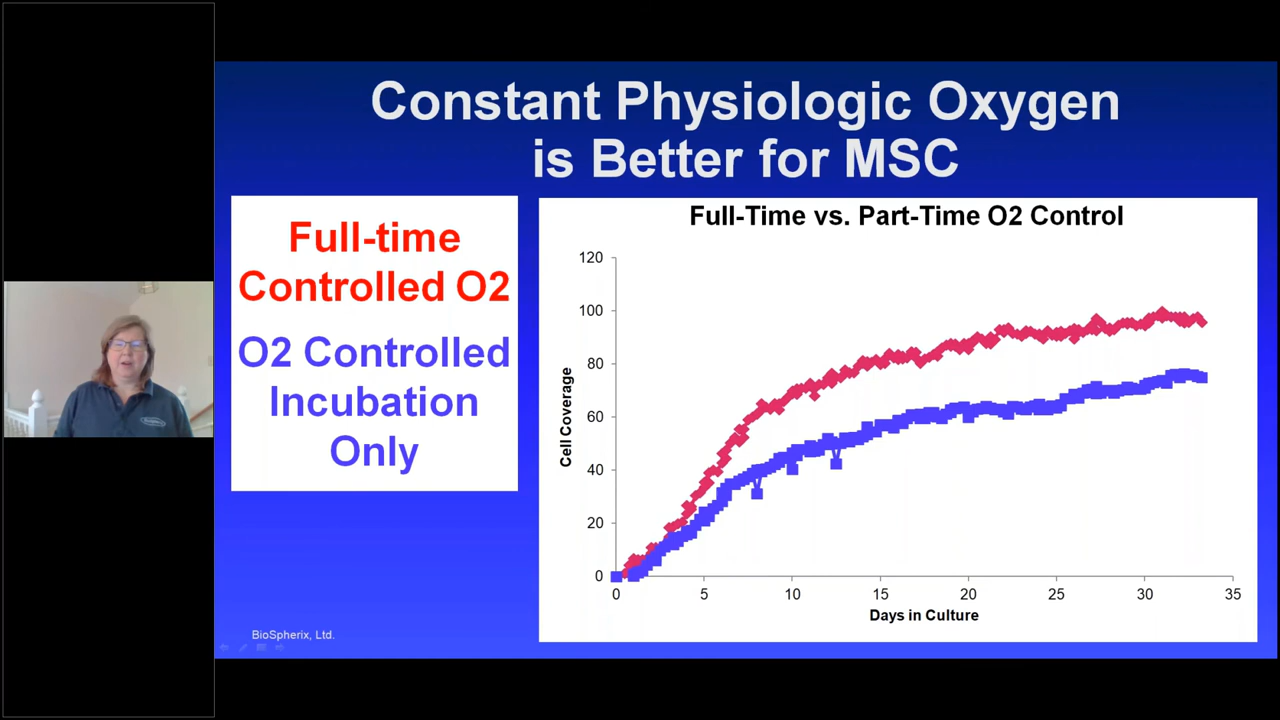 Constant Physiologic Oxygen
is Better for MSC
Full-time
Controlled O2
O2 Controlled
Incubation
Only
Full-Time vs. Part-Time O2 Control
120
100
80
60
40
20
0
Cell Coverage
0 5 10 15 20 25 30 35
Days in Culture
BioSpherix, Ltd.